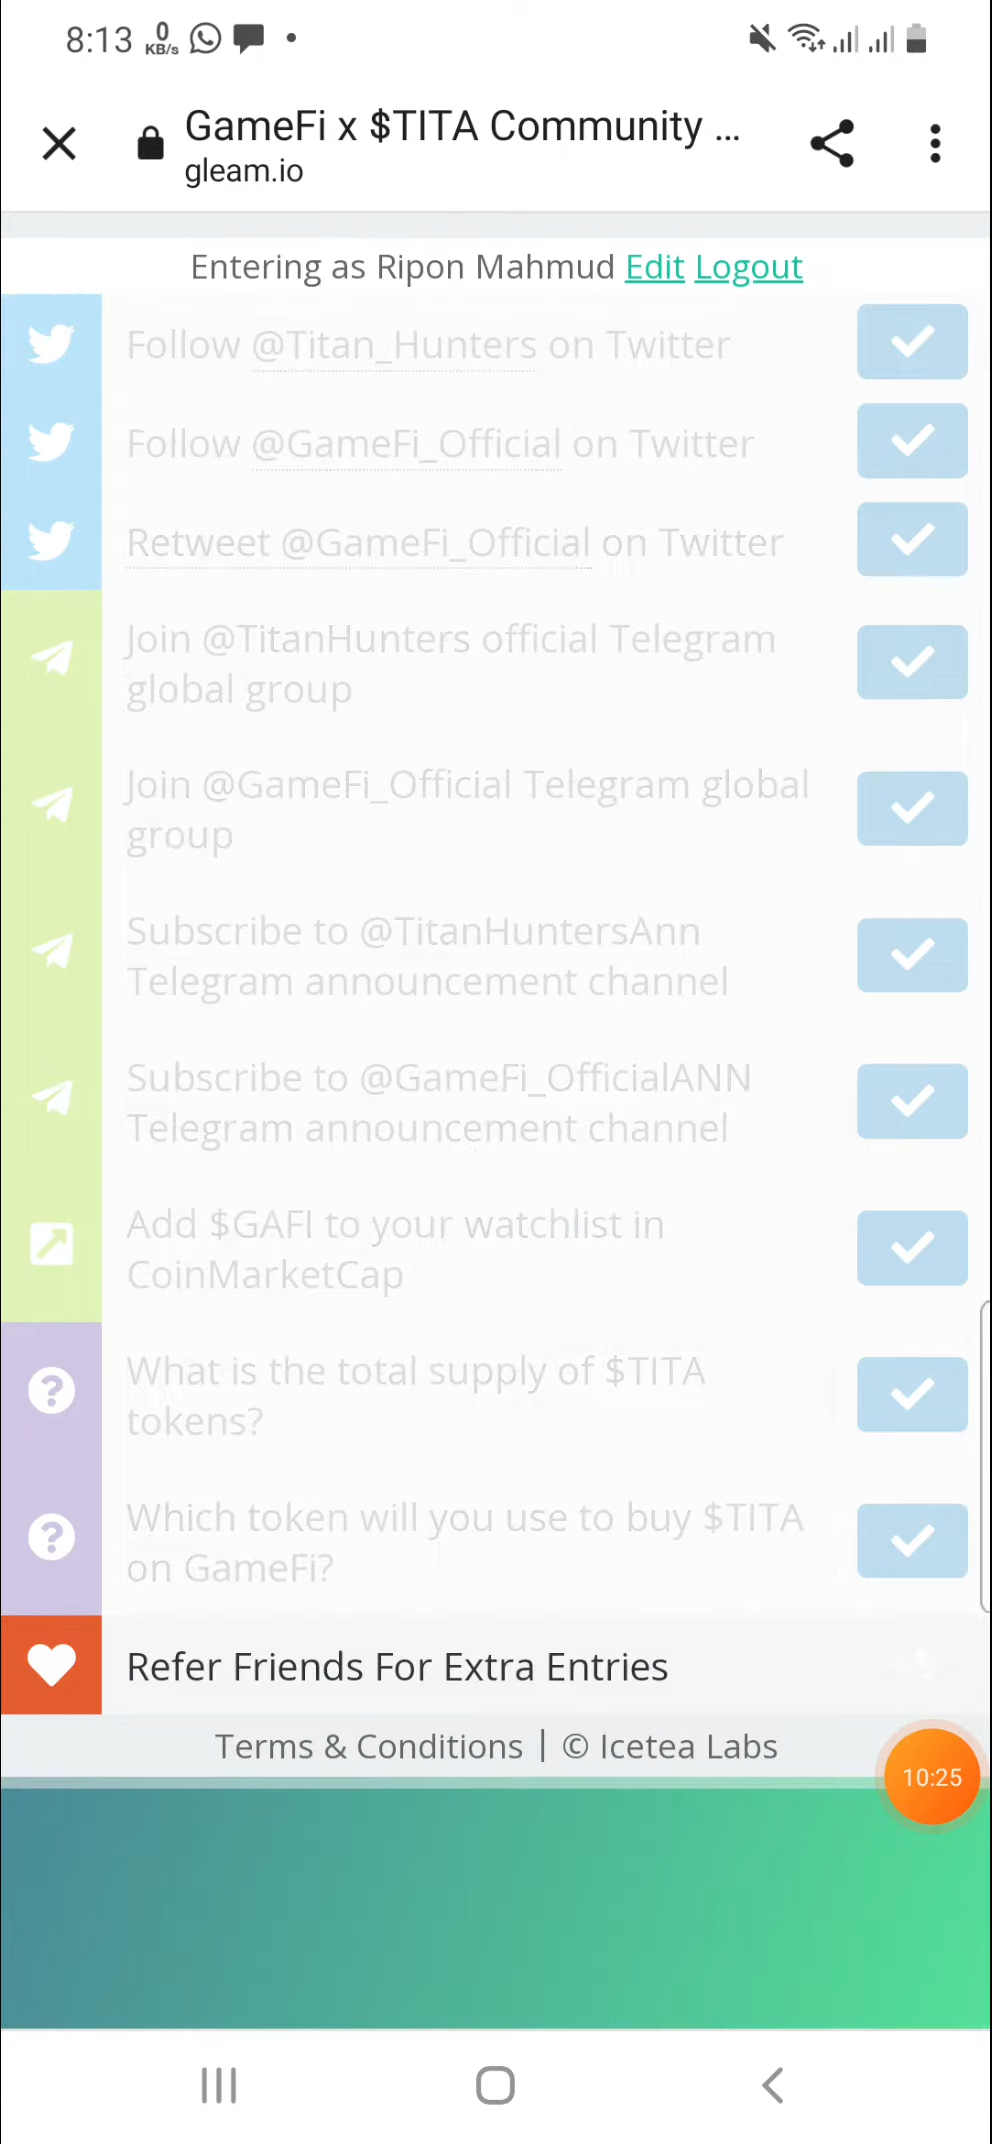 8:13 0 KB/s
GameFi x $TITA Community ...
gleam.io
Entering as Ripon Mahmud Edit Logout
Follow @Titan_Hunters on Twitter
Follow @GameFi_Official on Twitter
Retweet @GameFi_Official on Twitter
Join @TitanHunters official Telegram
global group
Join @GameFi_Official Telegram global
group
Subscribe to @TitanHuntersAnn
Telegram announcement channel
Subscribe to @GameFi_OfficialANN
Telegram announcement channel
Add $GAFI to your watchlist in
CoinMarketCap
What is the total supply of $TITA
tokens?
Which token will you use to buy $TITA
on GameFi?
Refer Friends For Extra Entries
Terms & Conditions | © Icetea Labs
10:25